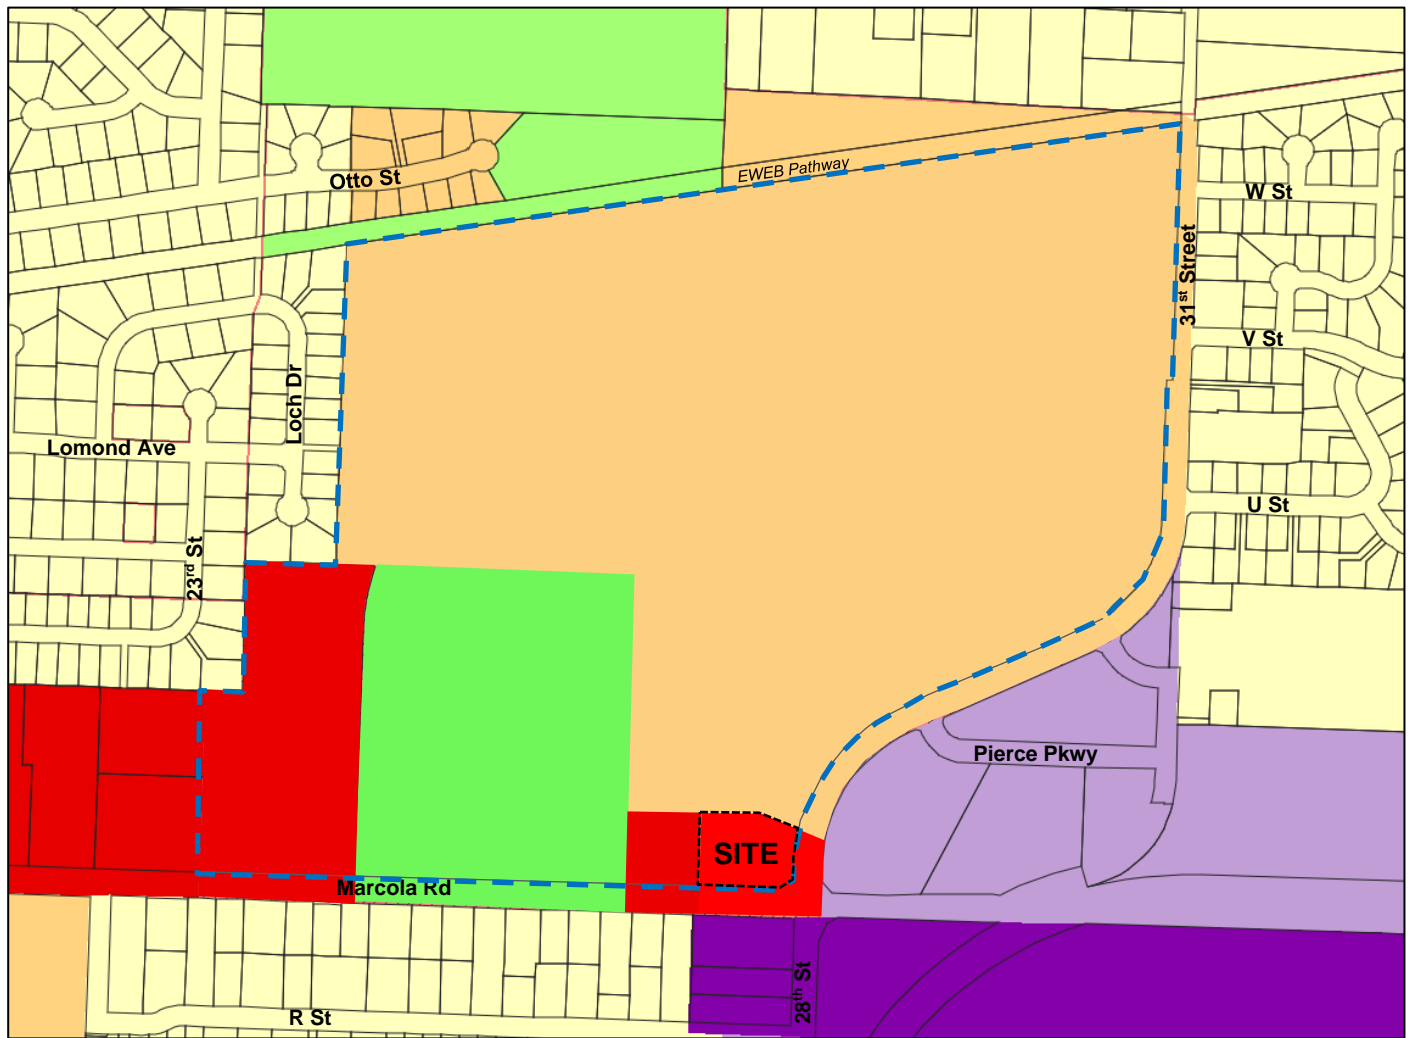 EWEB Pathway
Otto St
W St
31st Street
V St
Loch Dr
Lomond Ave
U St
23rd St
Pierce Pkwy
SITE
Marcola Rd
28th St
R St